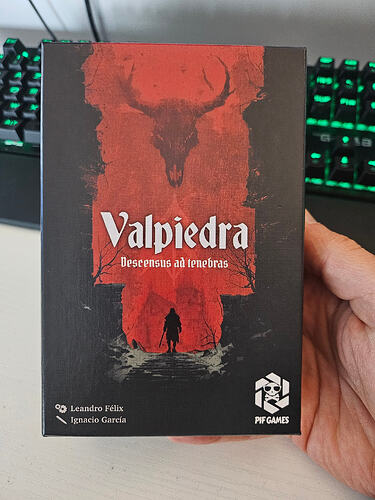 Valpiedra
Descensus ad tenebras
Leandro Félix
Ignacio García
PIF GAMES